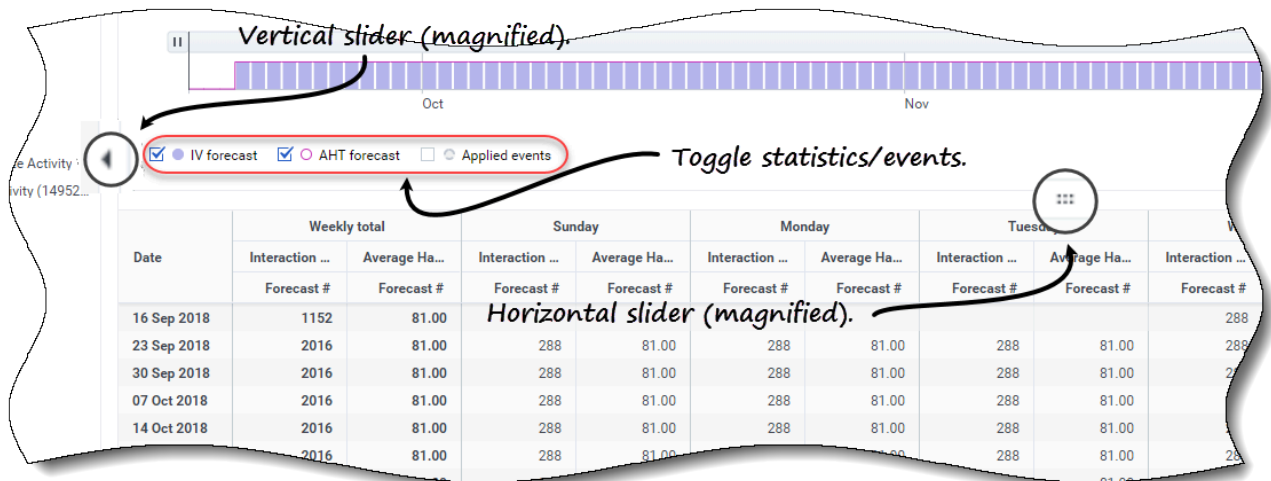 Vertical slider (magnified).
Oct Nov
IV forecast AHT forecast Applied events
Toggle statistics/events.
Activity
(14952...
Weekly total Sunday Monday
Date Interaction ... Average Ha... Interaction ... Average Ha... Interaction ... Average Ha... Interaction ... Average Ha... Interaction ...
Forecast # Forecast # Forecast # Forecast # Forecast # Forecast # Forecast # Forecast # Forecast #
Horizontal slider (magnified).
16 Sep 2018 1152 81.00 288
23 Sep 2018 2016 81.00 288 81.00 288 81.00 288 81.00 288
30 Sep 2018 2016 81.00 288 81.00 288 81.00 288 81.00
07 Oct 2018 2016 81.00 288 81.00 288 81.00 288 81.00
14 Oct 2018 2016 81.00 288 81.00 288 81.00 288 81.00
2016 81.00 288 81.00 288 81.00 288 81.00